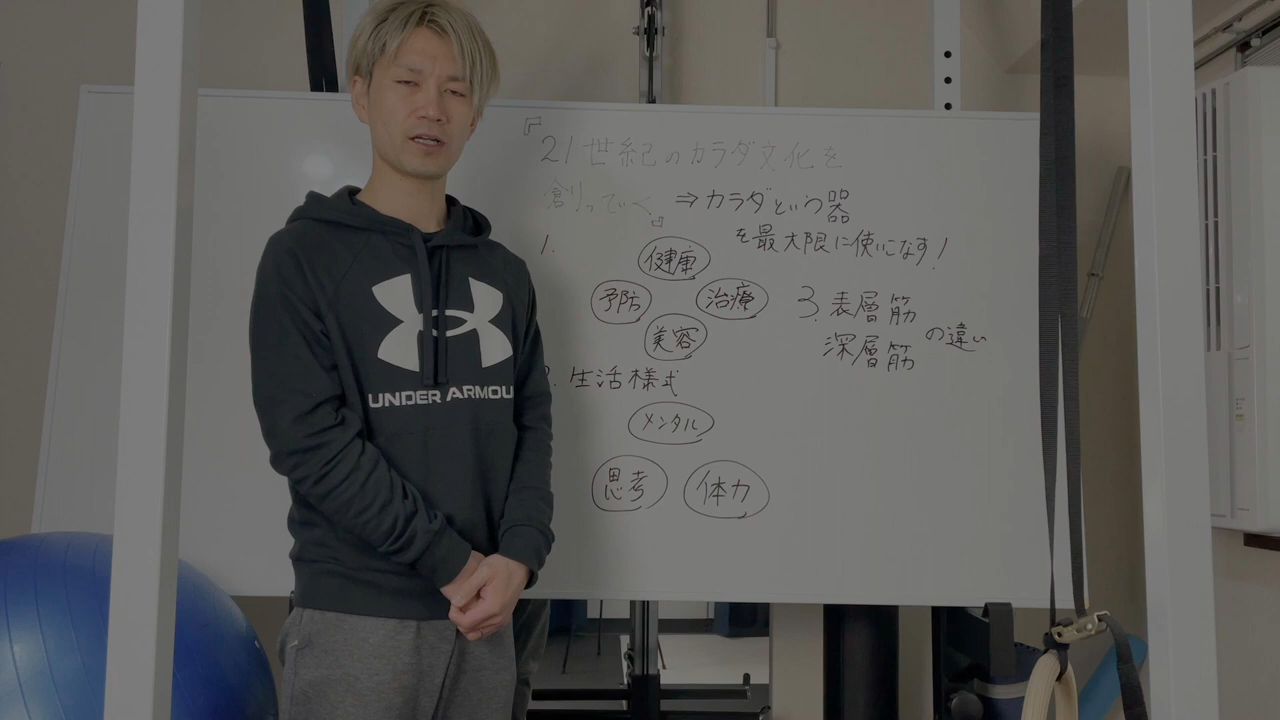 『21世紀のカラダ文化を
創っていく』⇒カラダという器
を最大限に使いこなす!
1.
健康
予防 治療
美容
2. 生活様式
メンタル
思考 体力
3. 表層筋
深層筋 の違い
UNDER ARMOU